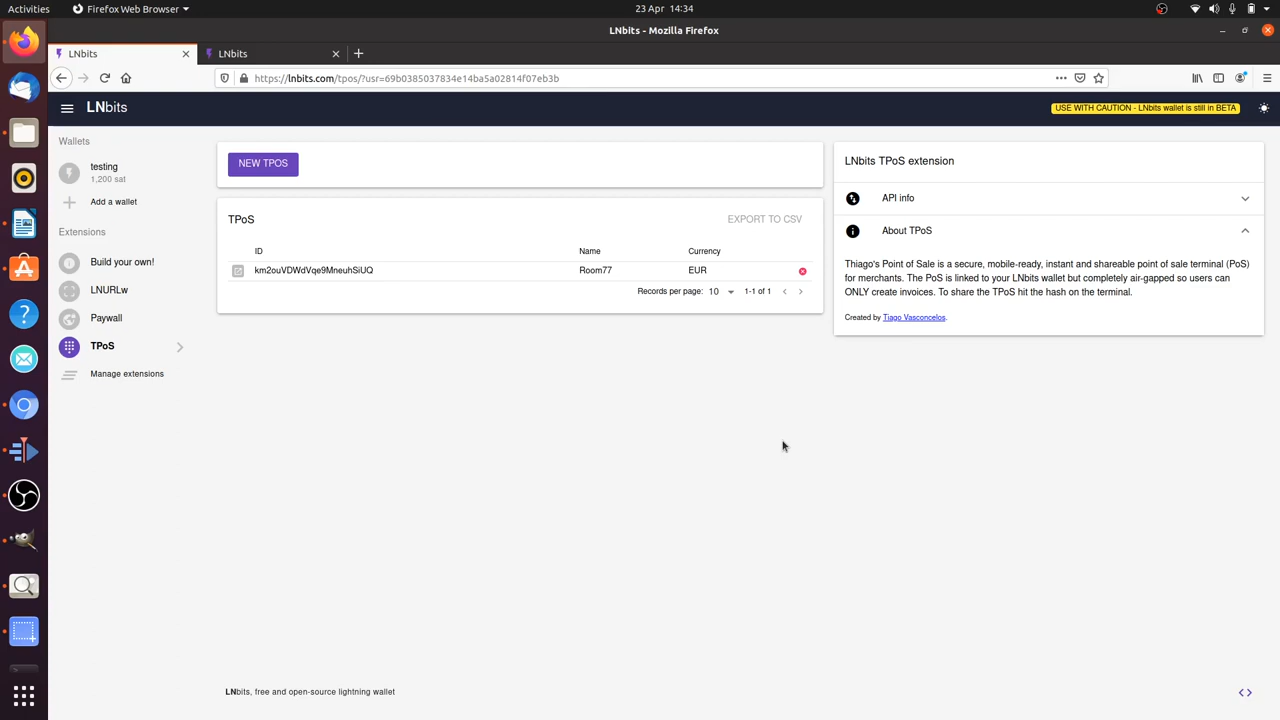 Activities
Firefox Web Browser
23 Apr 14:34
LNbits - Mozilla Firefox
LNbits
LNbits
https://lnbits.com/tpos/?usr=69b0385037834e14ba5a02814f07eb3b
LNbits
USE WITH CAUTION - LNbits wallet is still in BETA
Wallets
testing
1,200 sat
Add a wallet
Extensions
Build your own!
LNURLw
Paywall
TPoS
Manage extensions
NEW TPOS
TPoS
EXPORT TO CSV
ID Name Currency
km2ouVDWdVqe9MneuhSiUQ Room77 EUR
Records per page: 10 1-1 of 1
LNbits TPoS extension
API info
About TPoS
Thiago's Point of Sale is a secure, mobile-ready, instant and shareable point of sale terminal (PoS)
for merchants. The PoS is linked to your LNbits wallet but completely air-gapped so users can
ONLY create invoices. To share the TPoS hit the hash on the terminal.
Created by Tiago Vasconcelos.
LNbits, free and open-source lightning wallet